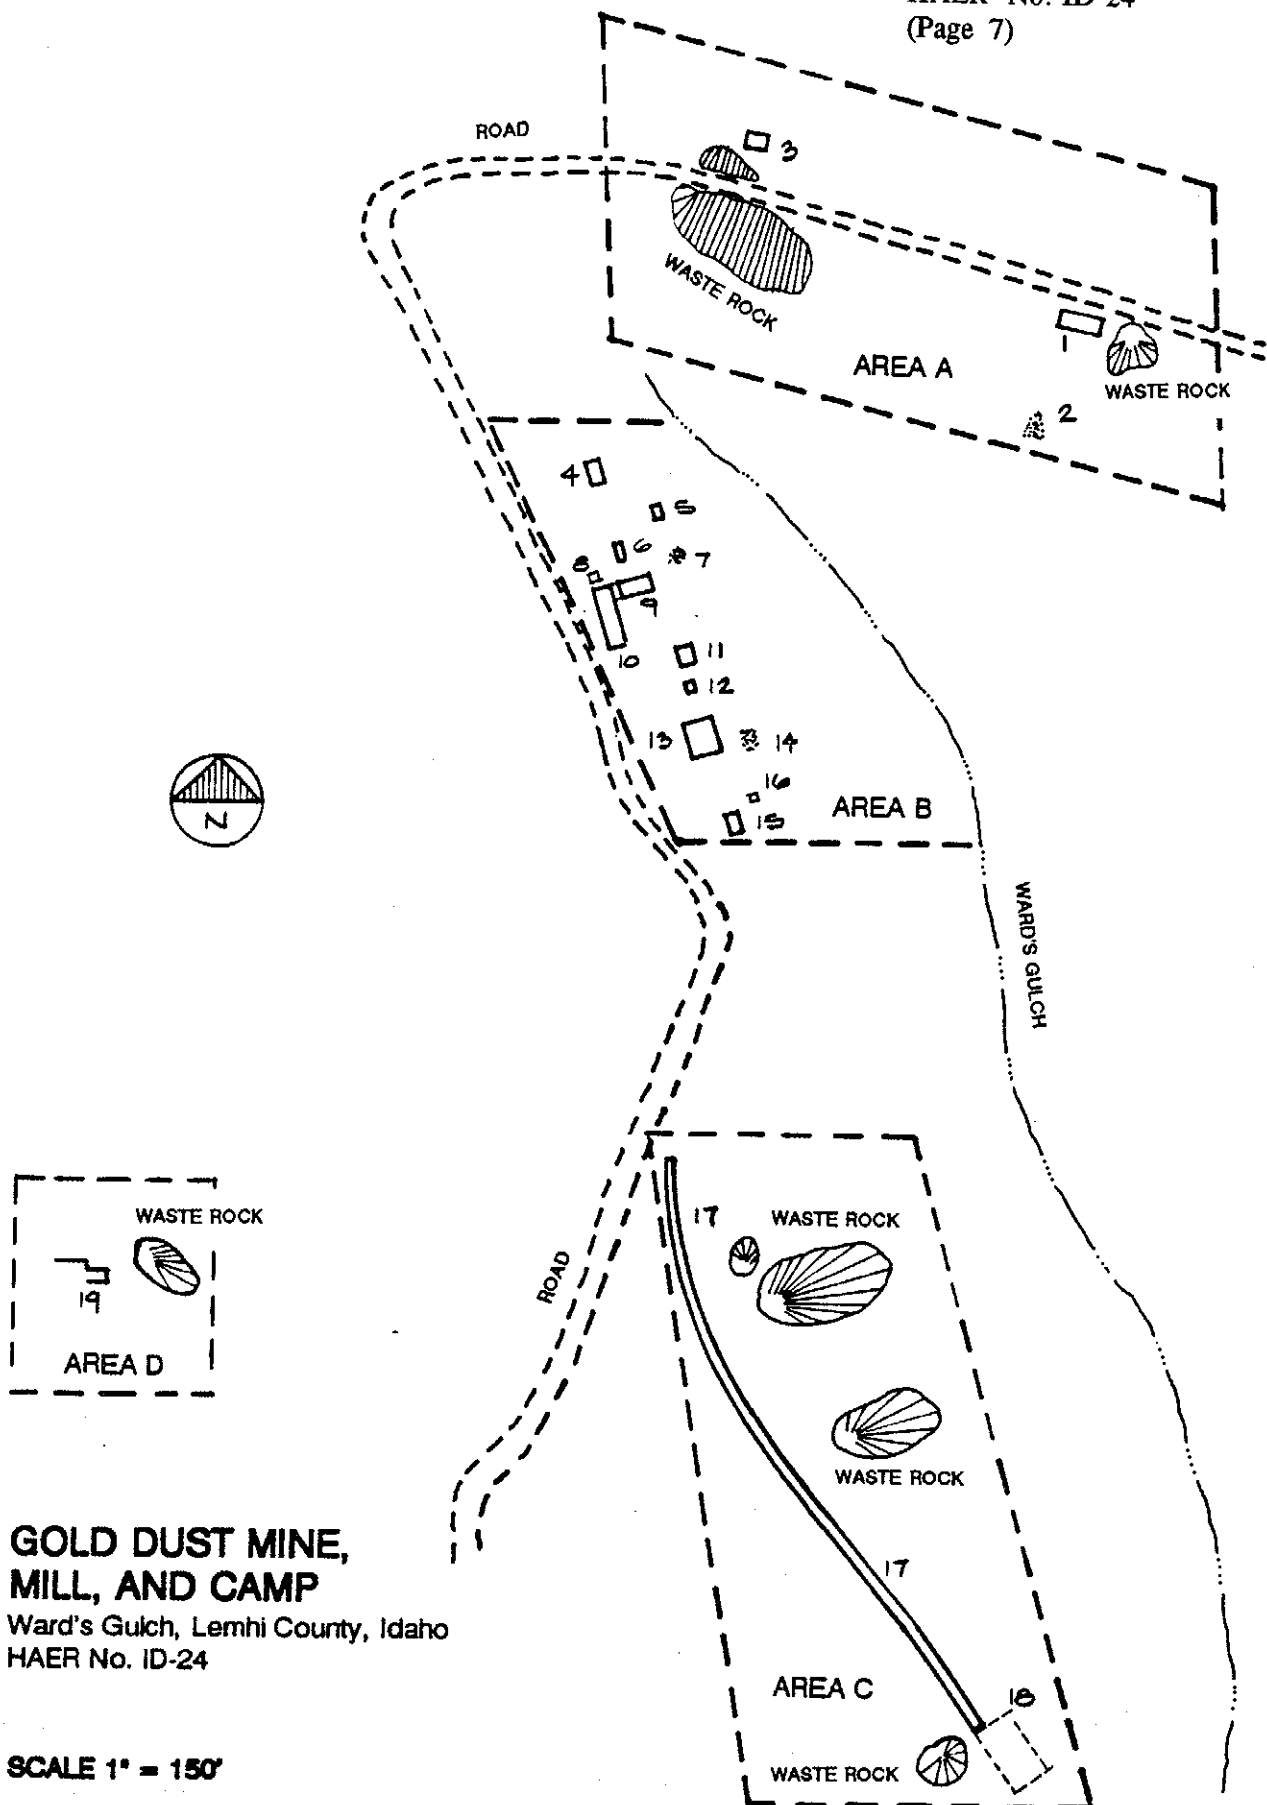 HAER No. ID-24
(Page 7)
ROAD
3
WASTE ROCK
1
AREA A
WASTE ROCK
2
4
5
6
7
8
9
10
11
12
13
14
16
15
AREA B
N
WARD'S GULCH
17
WASTE ROCK
WASTE ROCK
19
AREA D
ROAD
WASTE ROCK
17
AREA C
18
WASTE ROCK
GOLD DUST MINE,
MILL, AND CAMP
Ward's Gulch, Lemhi County, Idaho
HAER No. ID-24
SCALE 1" = 150'